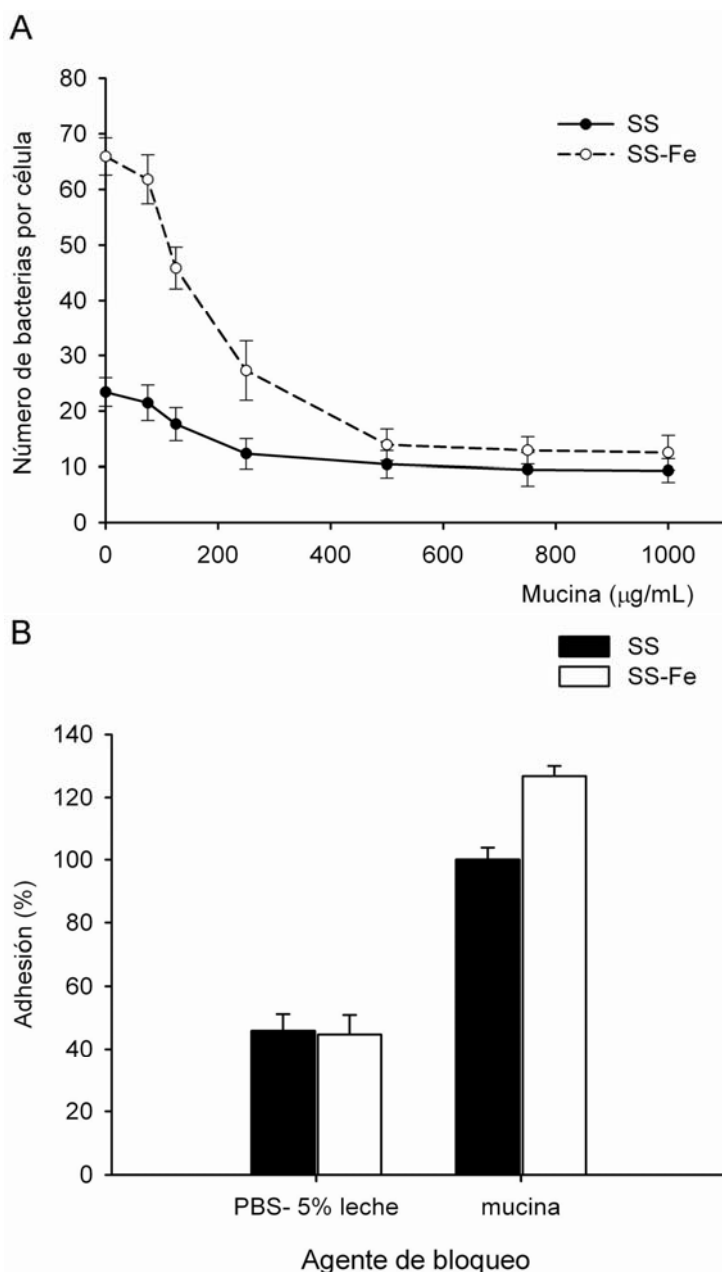 A
80
70
60
50
40
30
20
10
0
Número de bacterias por célula
SS
SS-Fe
0 200 400 600 800 1000
Mucina (μg/mL)
B
SS
SS-Fe
140
120
100
80
60
40
20
0
Adhesión (%)
PBS- 5% leche mucina
Agente de bloqueo